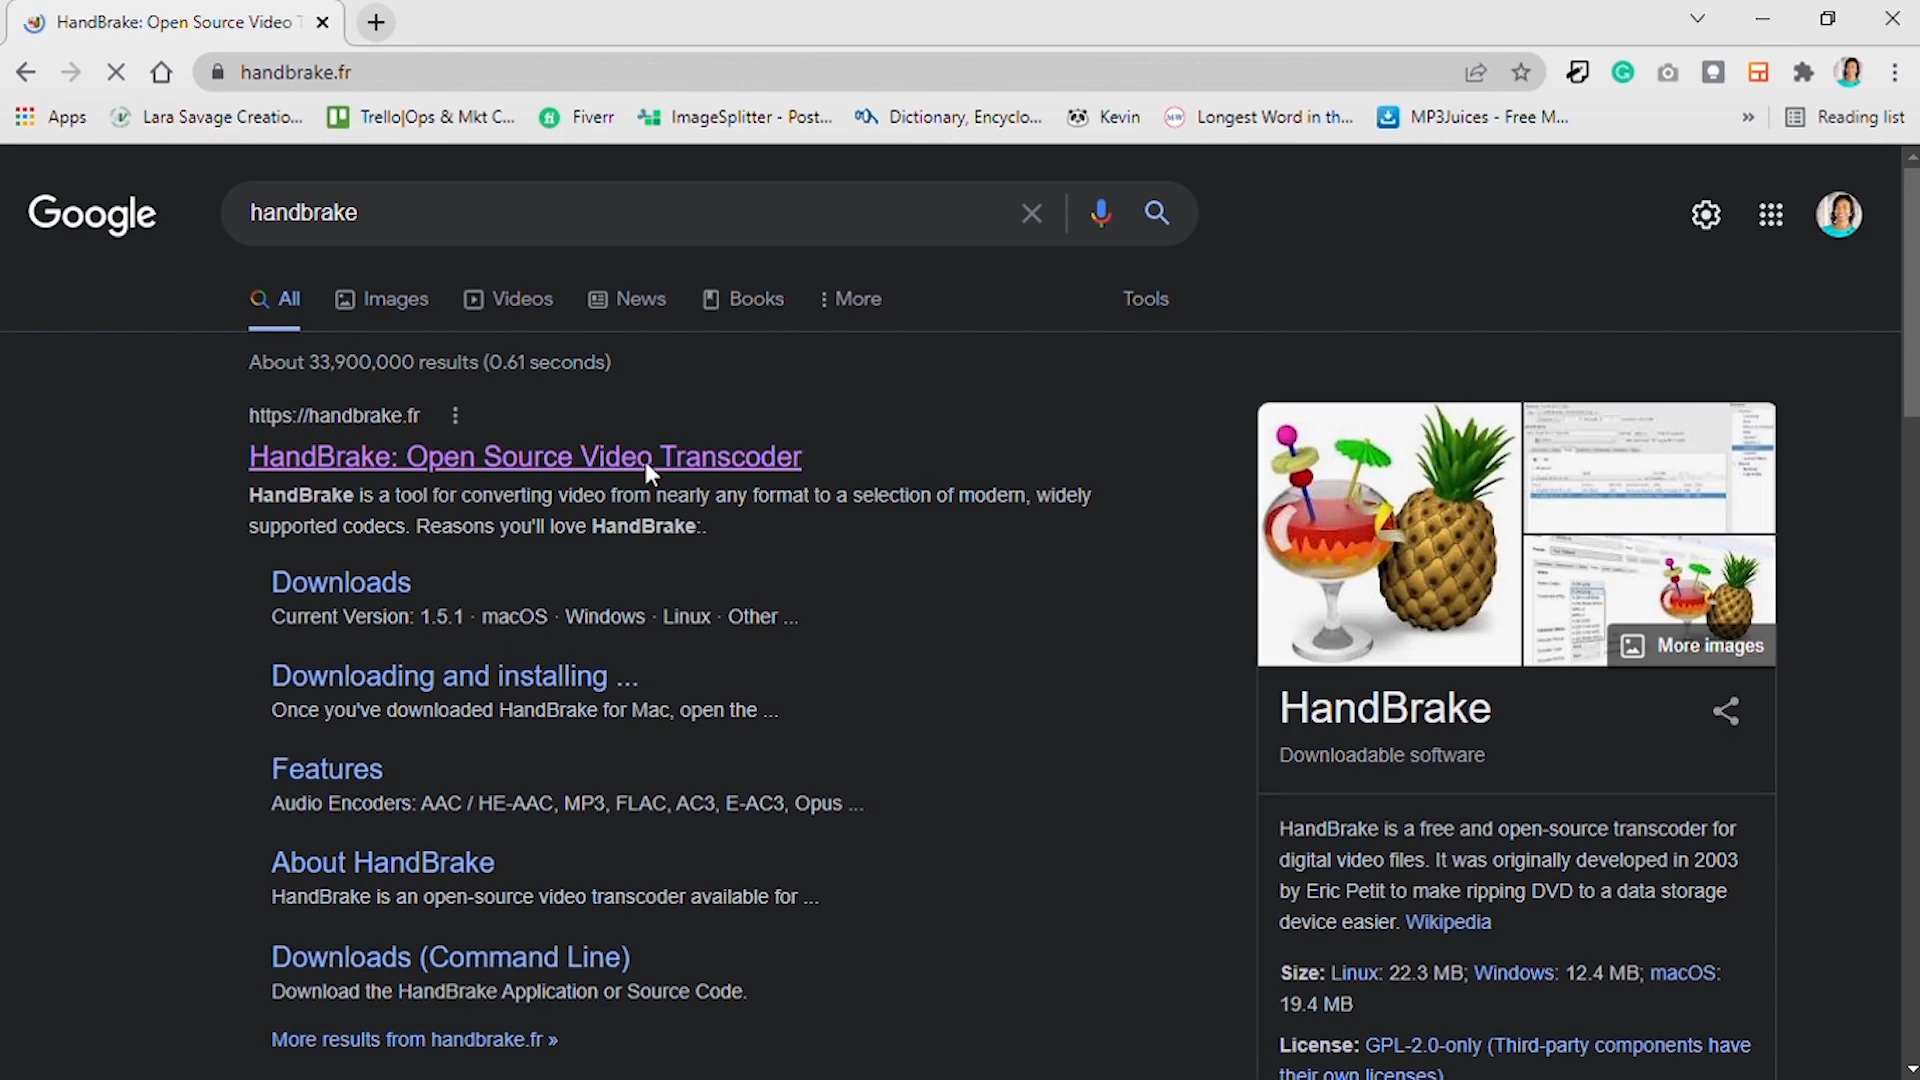 HandBrake: Open Source Video T
handbrake.fr
Apps
Lara Savage Creatio...
Trello|Ops & Mkt C...
Fiverr
ImageSplitter - Post...
Dictionary, Encyclo...
Kevin
Longest Word in th...
MP3Juices - Free M...
»
Reading list
Google
handbrake
All
Images
Videos
News
Books
More
Tools
About 33,900,000 results (0.61 seconds)
https://handbrake.fr
HandBrake: Open Source Video Transcoder
HandBrake is a tool for converting video from nearly any format to a selection of modern, widely
supported codecs. Reasons you'll love HandBrake:.
Downloads
Current Version: 1.5.1 · macOS · Windows · Linux · Other ...
Downloading and installing ...
Once you've downloaded HandBrake for Mac, open the ...
Features
Audio Encoders: AAC / HE-AAC, MP3, FLAC, AC3, E-AC3, Opus ...
About HandBrake
HandBrake is an open-source video transcoder available for ...
Downloads (Command Line)
Download the HandBrake Application or Source Code.
More results from handbrake.fr »
More images
HandBrake
Downloadable software
HandBrake is a free and open-source transcoder for
digital video files. It was originally developed in 2003
by Eric Petit to make ripping DVD to a data storage
device easier. Wikipedia
Size: Linux: 22.3 MB; Windows: 12.4 MB; macOS:
19.4 MB
License: GPL-2.0-only (Third-party components have
their own licenses)